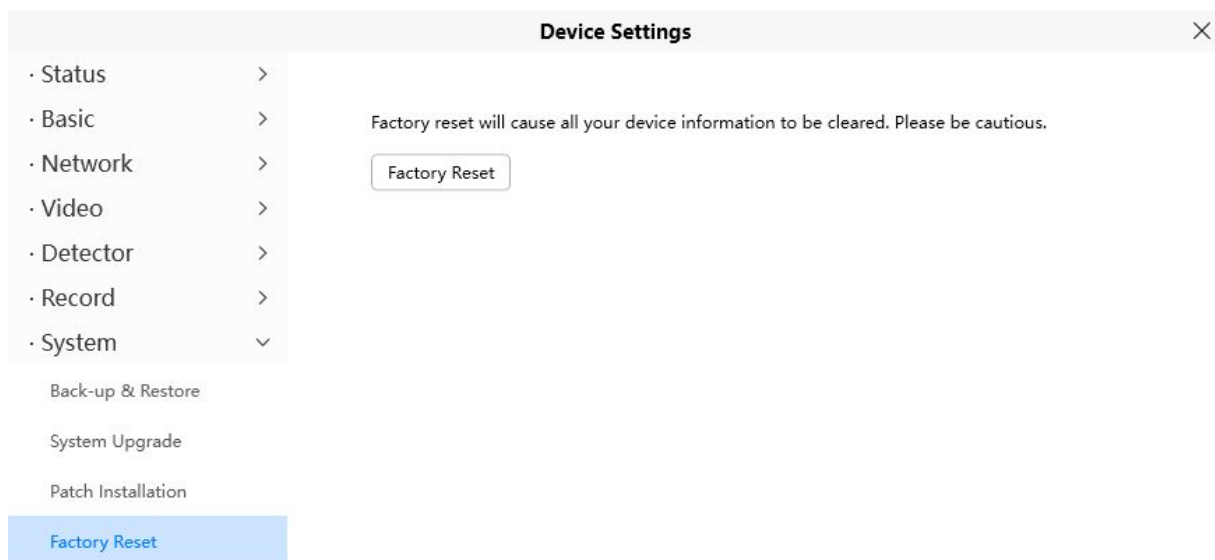 Device Settings
· Status
· Basic
· Network
· Video
· Detector
· Record
· System
Back-up & Restore
System Upgrade
Patch Installation
Factory Reset
Factory reset will cause all your device information to be cleared. Please be cautious.
Factory Reset